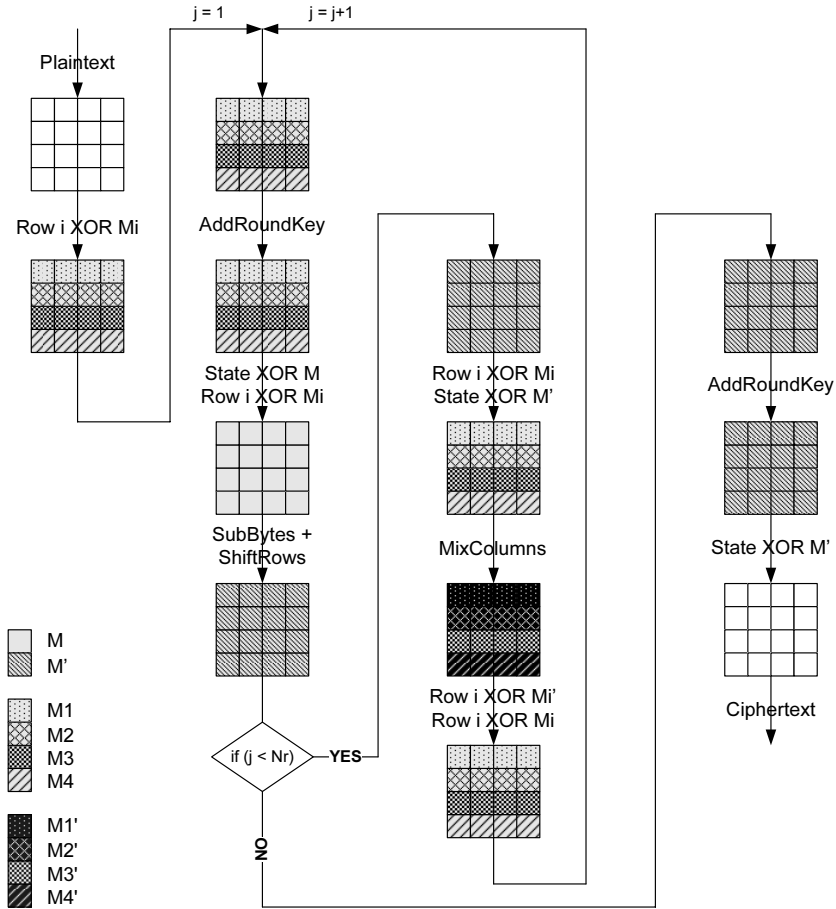 j = 1
j = j+1
Plaintext
Row i XOR Mi
AddRoundKey
State XOR M
Row i XOR Mi
SubBytes +
ShiftRows
if (j < Nr)
YES
NO
Row i XOR Mi
State XOR M'
MixColumns
Row i XOR Mi'
Row i XOR Mi
AddRoundKey
State XOR M'
Ciphertext
M
M'
M1
M2
M3
M4
M1'
M2'
M3'
M4'